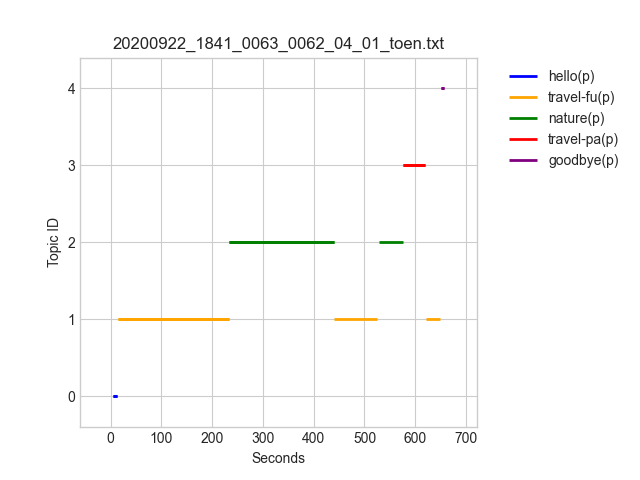 20200922_1841_0063_0062_04_01_toen.txt
hello(p)
travel-fu(p)
nature(p)
travel-pa(p)
goodbye(p)
Topic ID
4
3
2
1
0
0 100 200 300 400 500 600 700
Seconds